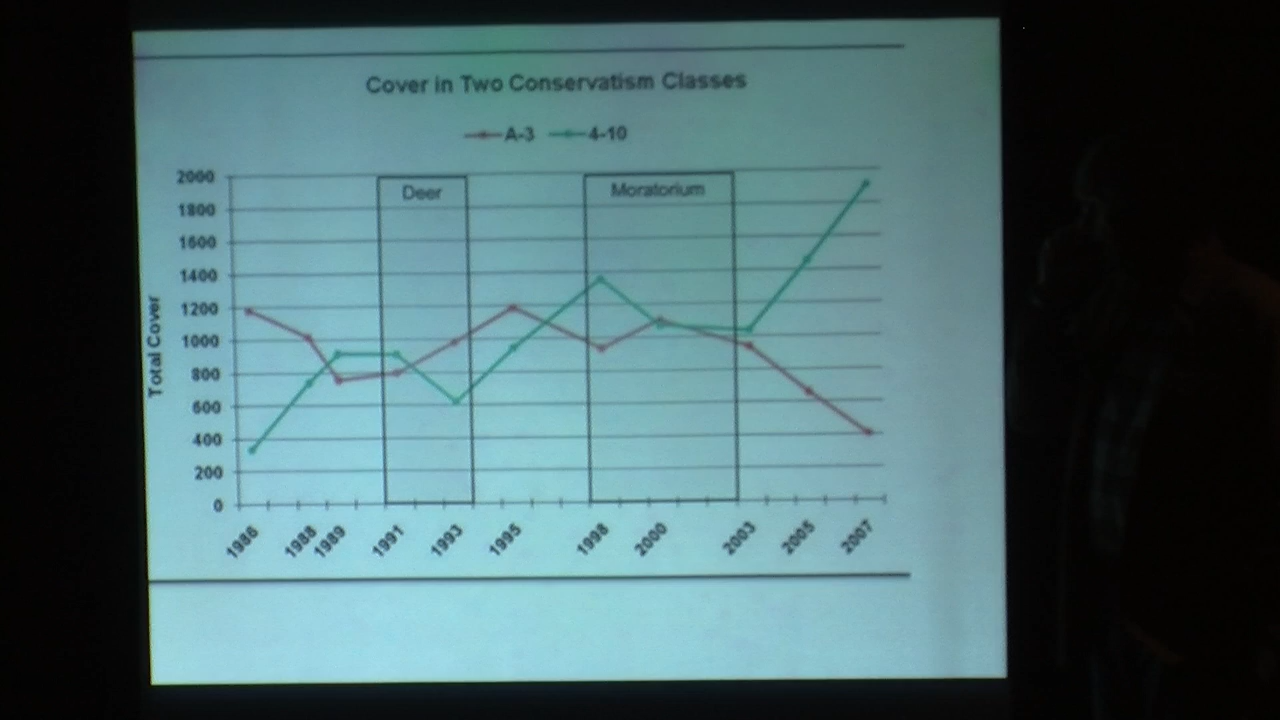 Cover in Two Conservatism Classes
A-3 4-10
2000
1800
1600
1400
1200
1000
800
600
400
200
0
Total Cover
Deer
Moratorium
1986 1988 1989 1991 1993 1995 1998 2000 2003 2005 2007